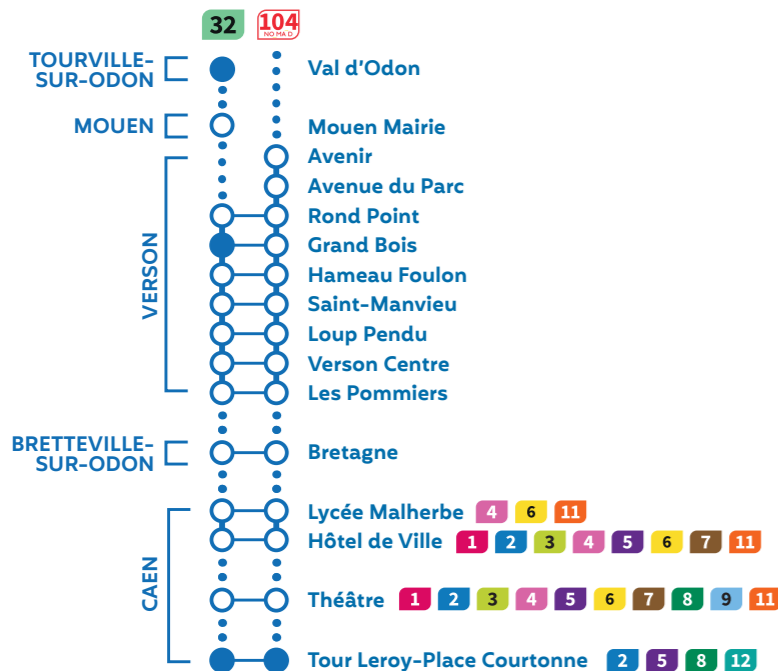 32 104
NOMAD
TOURVILLE-
SUR-ODON
Val d'Odon
MOUEN
Mouen Mairie
VERSON
Avenir
Avenue du Parc
Rond Point
Grand Bois
Hameau Foulon
Saint-Manvieu
Loup Pendu
Verson Centre
Les Pommiers
BRETTEVILLE-
SUR-ODON
Bretagne
CAEN
Lycée Malherbe 4 6 11
Hôtel de Ville 1 2 3 4 5 6 7 11
Théâtre 1 2 3 4 5 6 7 8 9 11
Tour Leroy-Place Courtonne 2 5 8 12